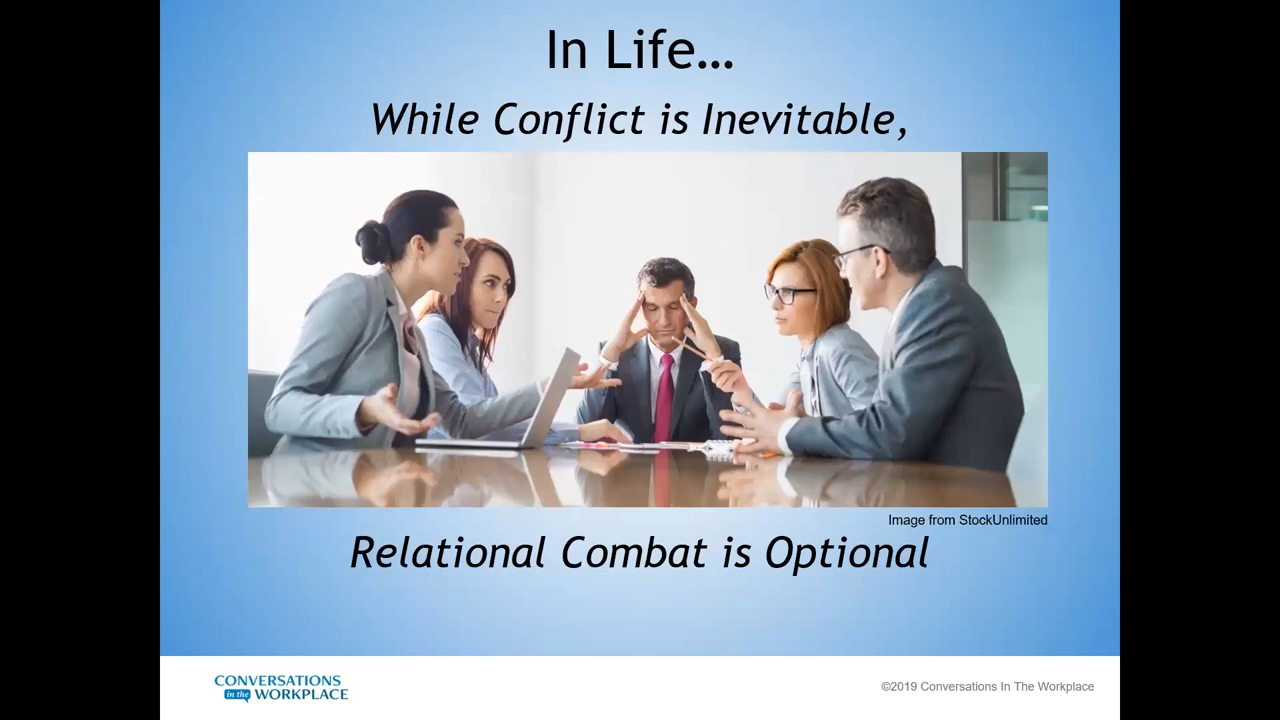 In Life…
While Conflict is Inevitable,
Image from StockUnlimited
Relational Combat is Optional
CONVERSATIONS
in the WORKPLACE
©2019 Conversations In The Workplace